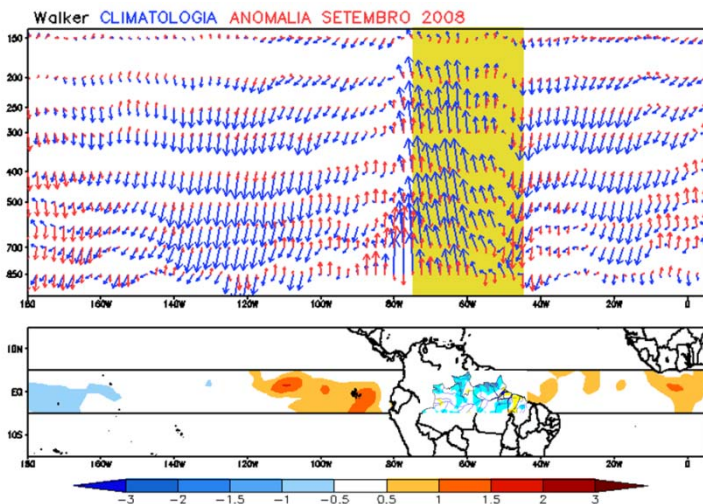 Walker CLIMATOLOGIA ANOMALIA SETEMBRO 2008
150
200
250
300
400
500
700
850
180 160W 140W 120W 100W 80W 60W 40W 20W 0
10N
EQ
10S
180 160W 140W 120W 100W 80W 60W 40W 20W 0
-3 -2 -1.5 -1 -0.5 0.5 1 1.5 2 3